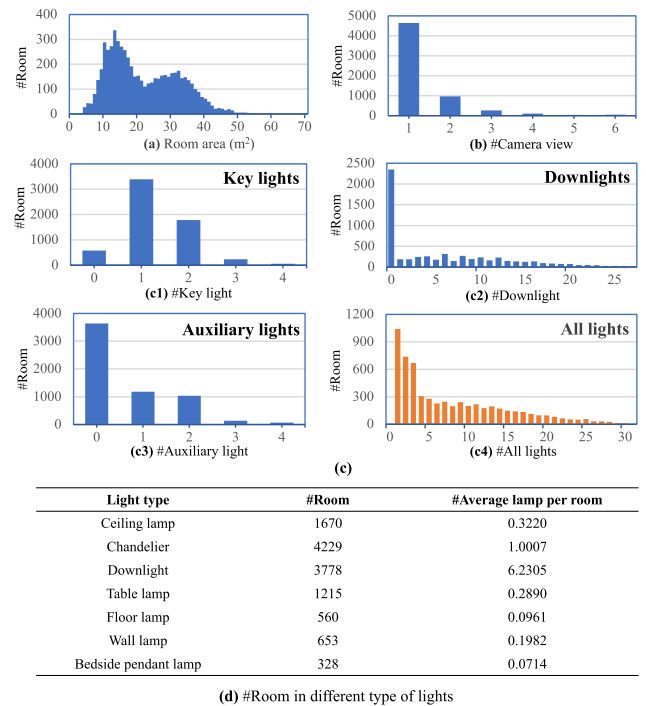 400
300
200
100
0
#Room
0 10 20 30 40 50 60 70
(a) Room area (m²)
5000
4000
3000
2000
1000
0
#Room
1 2 3 4 5 6
(b) #Camera view
Key lights
4000
3000
2000
1000
0
#Room
0 1 2 3 4
(c1) #Key light
Downlights
2500
2000
1500
1000
500
0
#Room
0 5 10 15 20 25
(c2) #Downlight
Auxiliary lights
4000
3000
2000
1000
0
#Room
0 1 2 3 4
(c3) #Auxiliary light
All lights
1200
900
600
300
0
#Room
0 5 10 15 20 25 30
(c4) #All lights
(c)
Light type #Room #Average lamp per room
Ceiling lamp 1670 0.3220
Chandelier 4229 1.0007
Downlight 3778 6.2305
Table lamp 1215 0.2890
Floor lamp 560 0.0961
Wall lamp 653 0.1982
Bedside pendant lamp 328 0.0714
(d) #Room in different type of lights